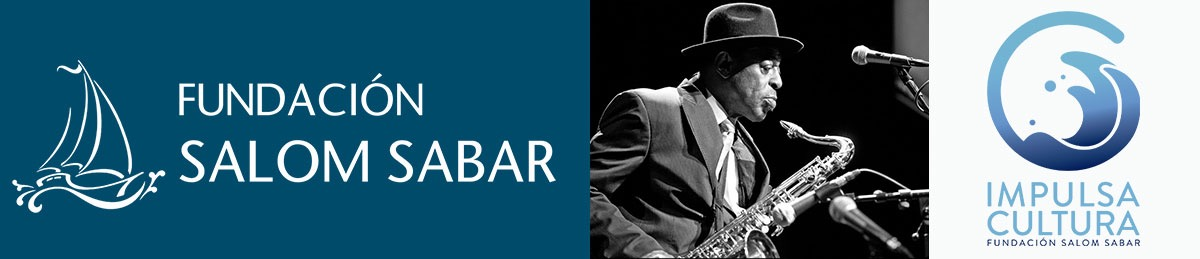 FUNDACIÓN
SALOM SABAR
IMPULSA
CULTURA
FUNDACIÓN SALOM SABAR